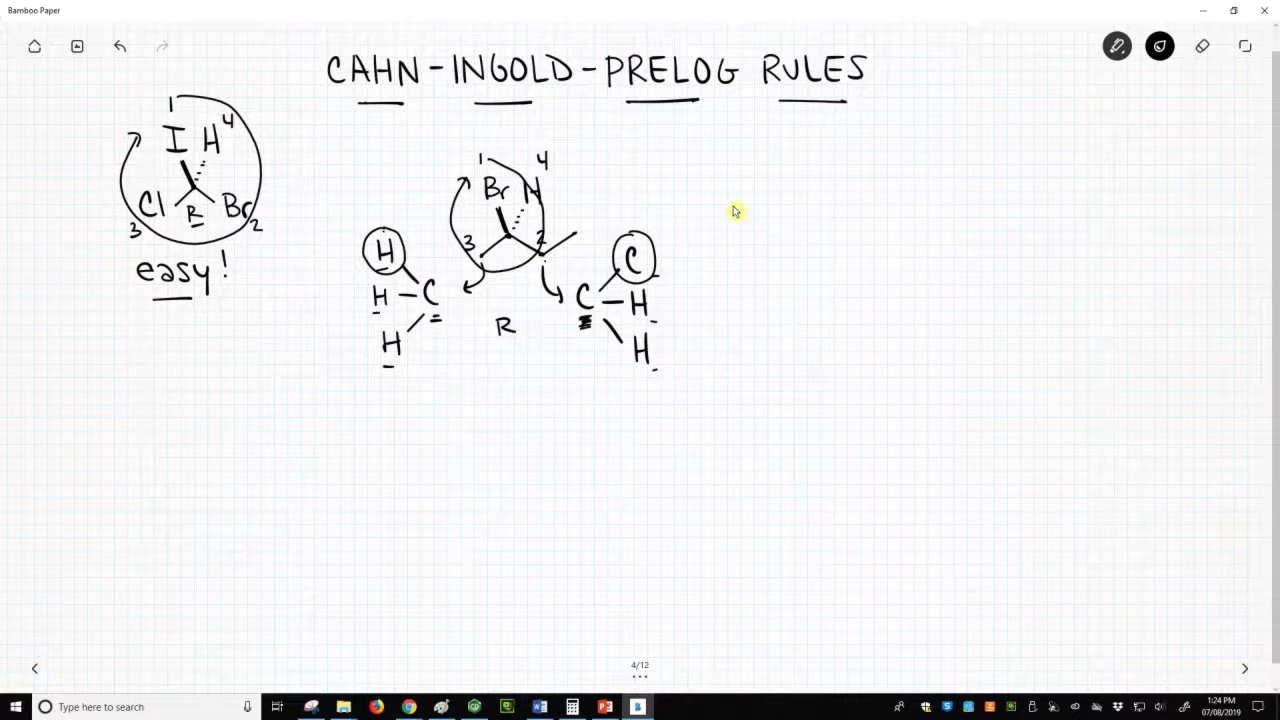 Bamboo Paper
CAHN-INGOLD-PRELOG RULES
1
I H 4
Cl R Br
3 2
easy!
1 4
Br H
3 2
H
H C
H
R
C
C H
H
4/12
Type here to search
1:24 PM
07/08/2019